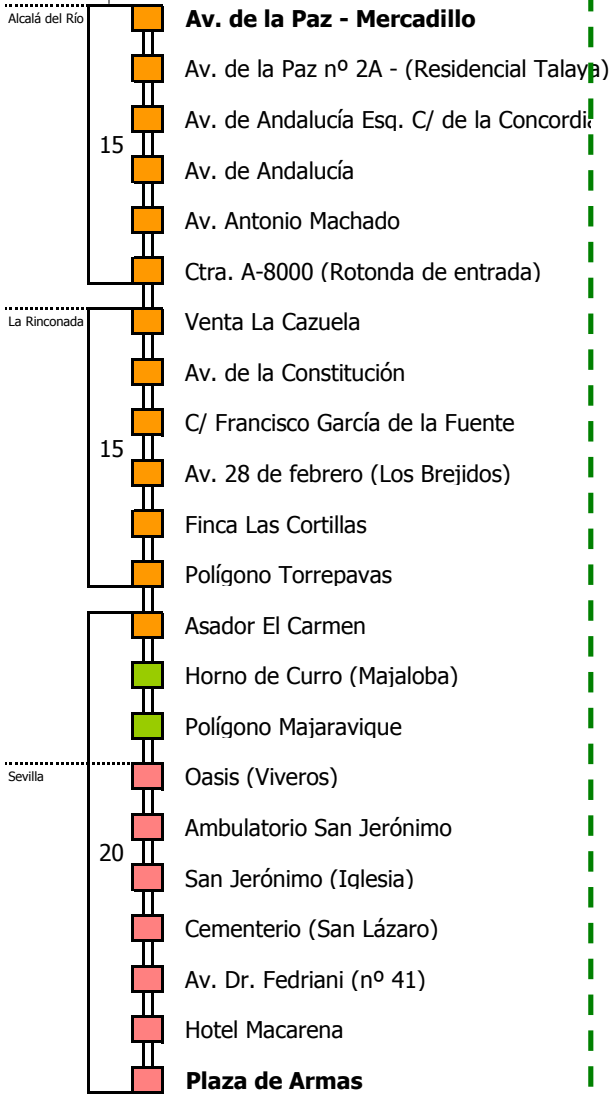 Alcalá del Río
Av. de la Paz - Mercadillo
Av. de la Paz nº 2A - (Residencial Talaya)
Av. de Andalucía Esq. C/ de la Concordia
15
Av. de Andalucía
Av. Antonio Machado
Ctra. A-8000 (Rotonda de entrada)
La Rinconada
Venta La Cazuela
Av. de la Constitución
C/ Francisco García de la Fuente
15
Av. 28 de febrero (Los Brejidos)
Finca Las Cortillas
Polígono Torrepavas
Asador El Carmen
Horno de Curro (Majaloba)
Polígono Majaravique
Sevilla
Oasis (Viveros)
Ambulatorio San Jerónimo
20
San Jerónimo (Iglesia)
Cementerio (San Lázaro)
Av. Dr. Fedriani (nº 41)
Hotel Macarena
Plaza de Armas